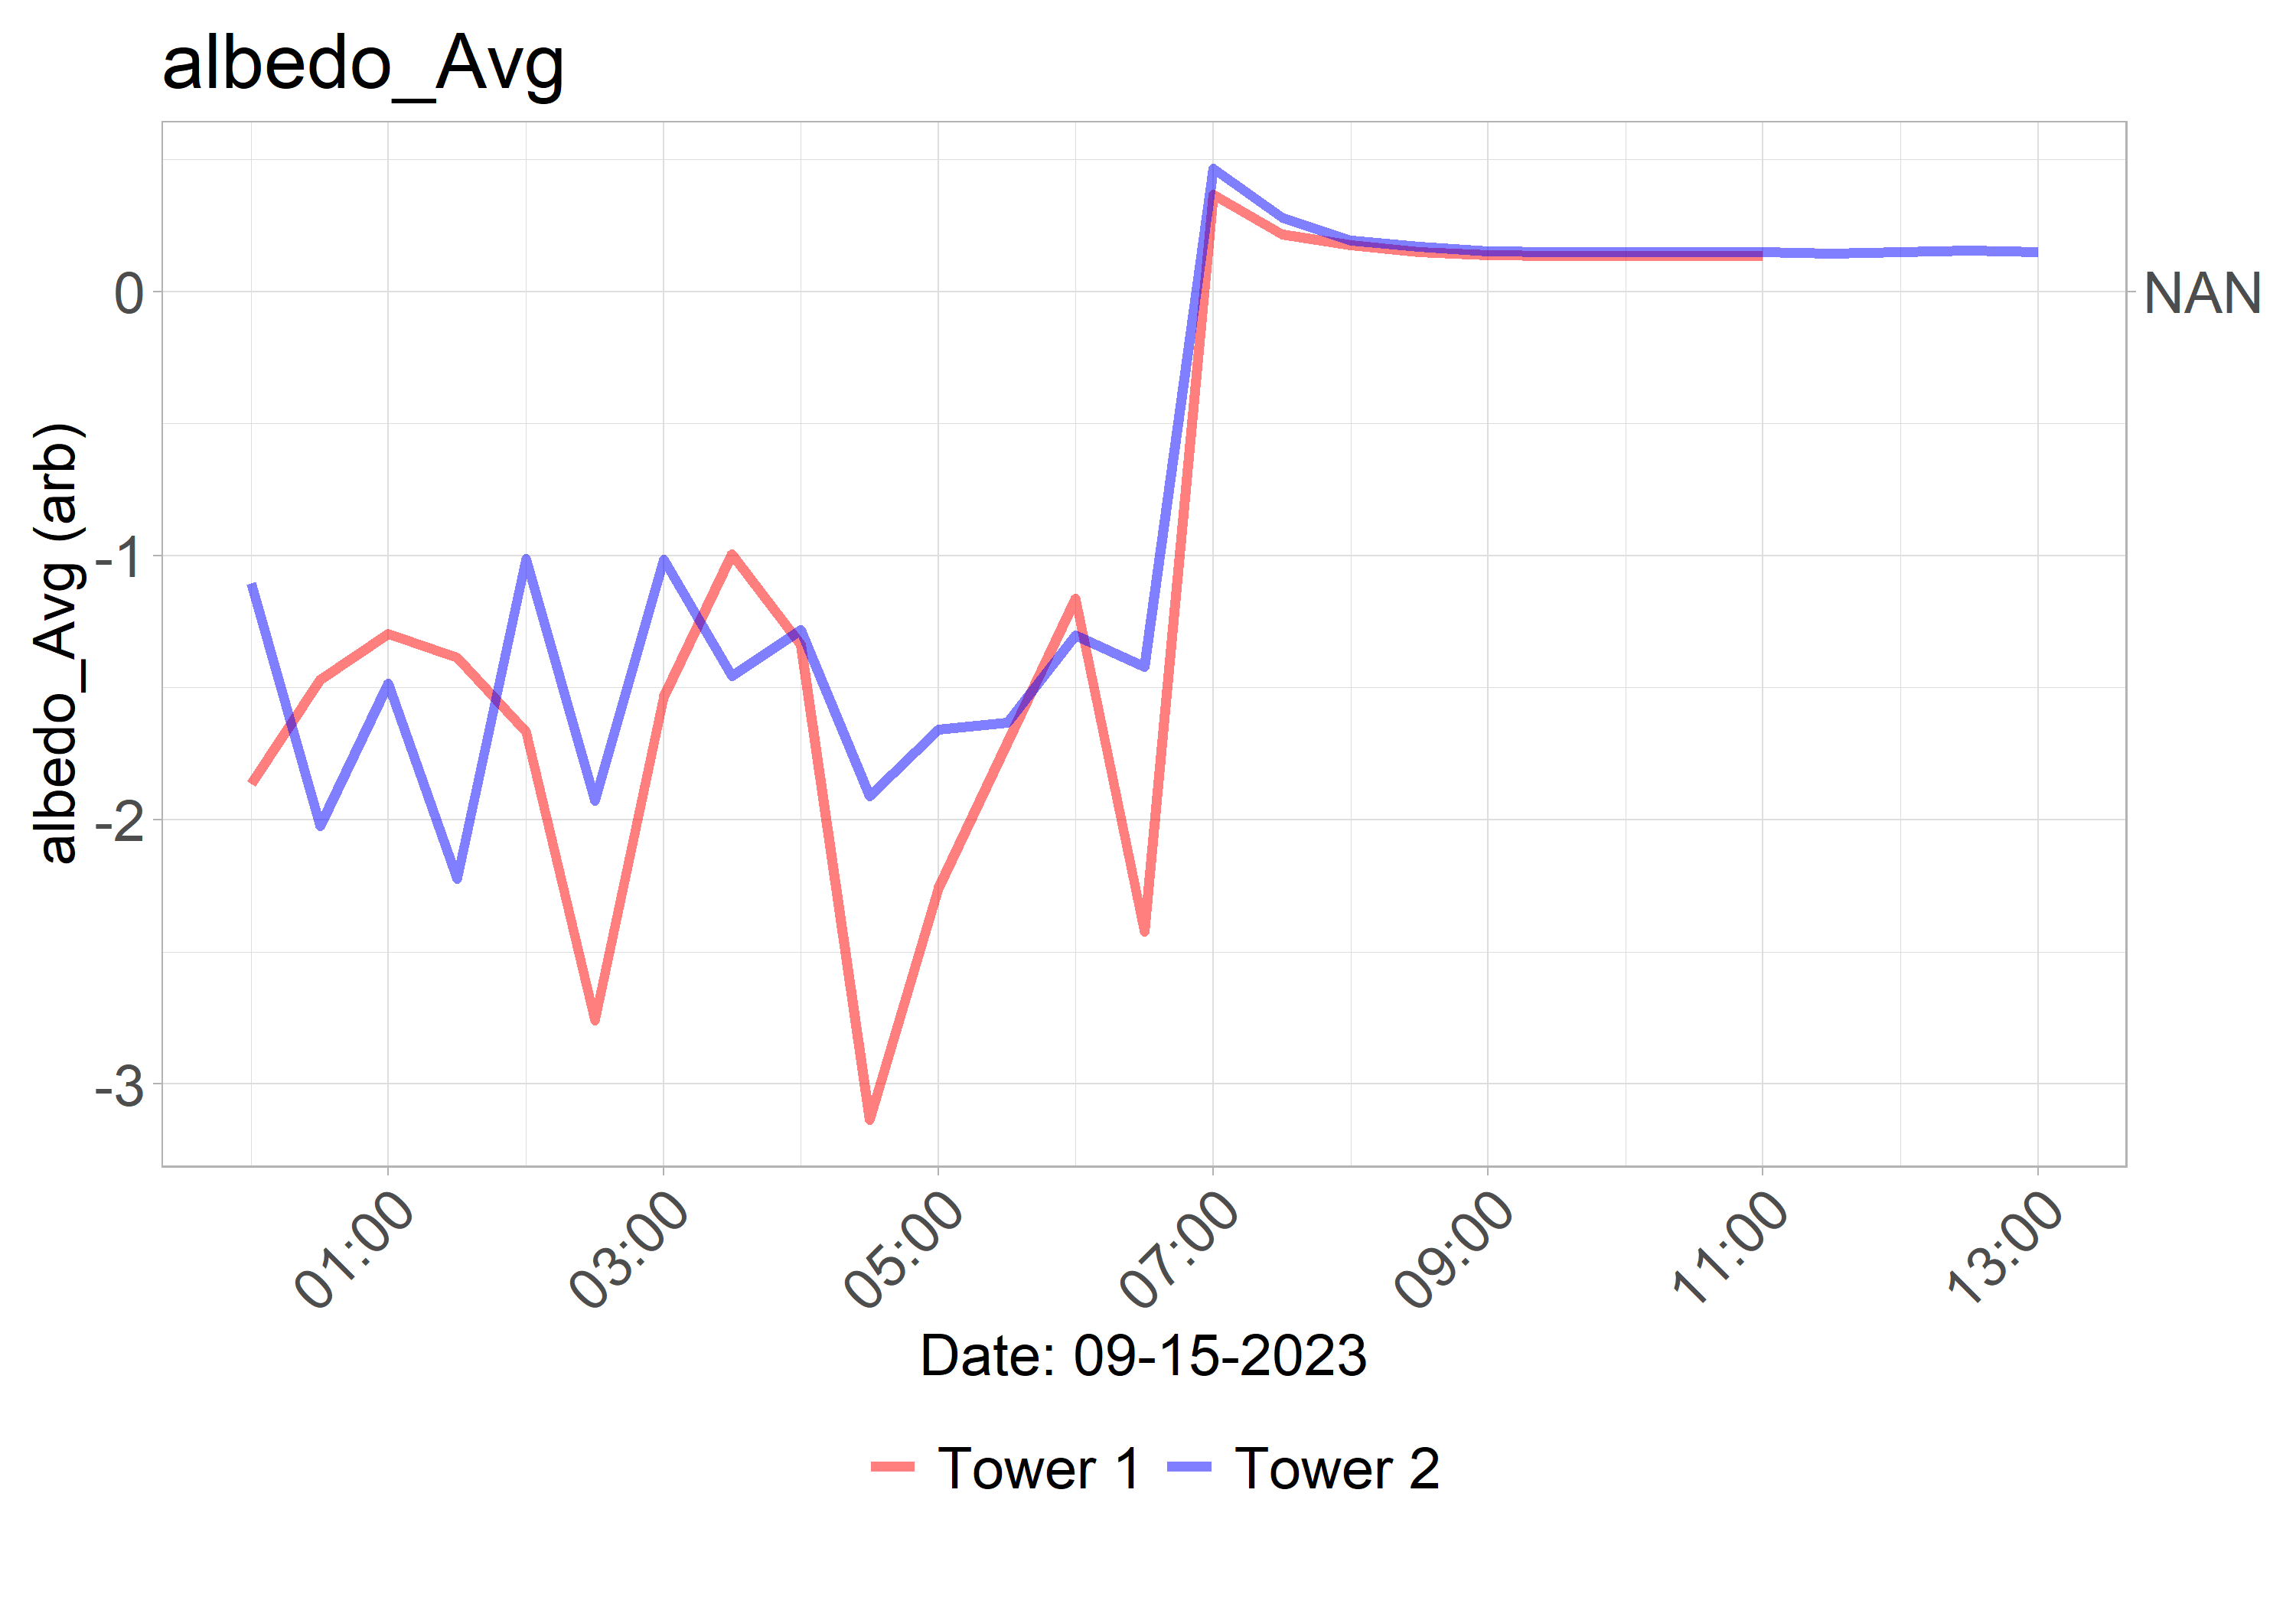 albedo_Avg
albedo_Avg (arb)
0
-1
-2
-3
NAN
01:00
03:00
05:00
07:00
09:00
11:00
13:00
Date: 09-15-2023
Tower 1
Tower 2